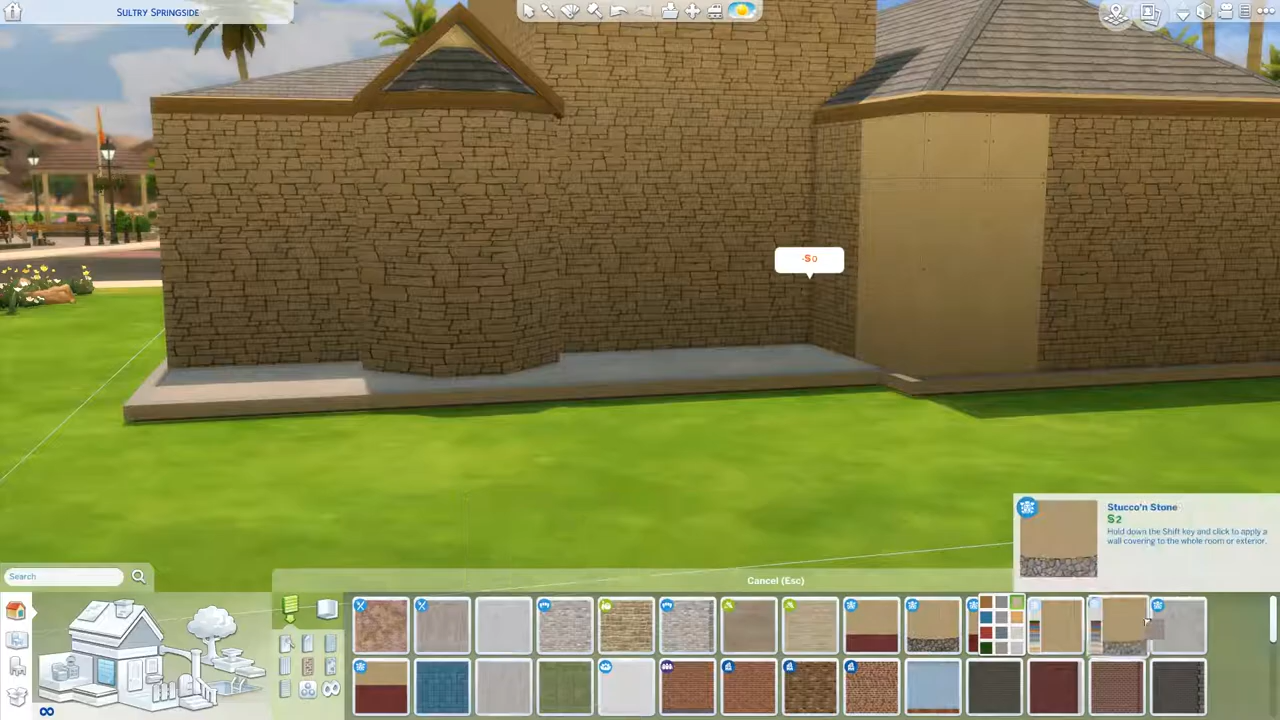 SULTRY SPRINGSIDE
-§0
Stucco'n Stone
§2
Hold down the Shift key and click to apply a
wall covering to the whole room or exterior.
Search
Cancel (Esc)